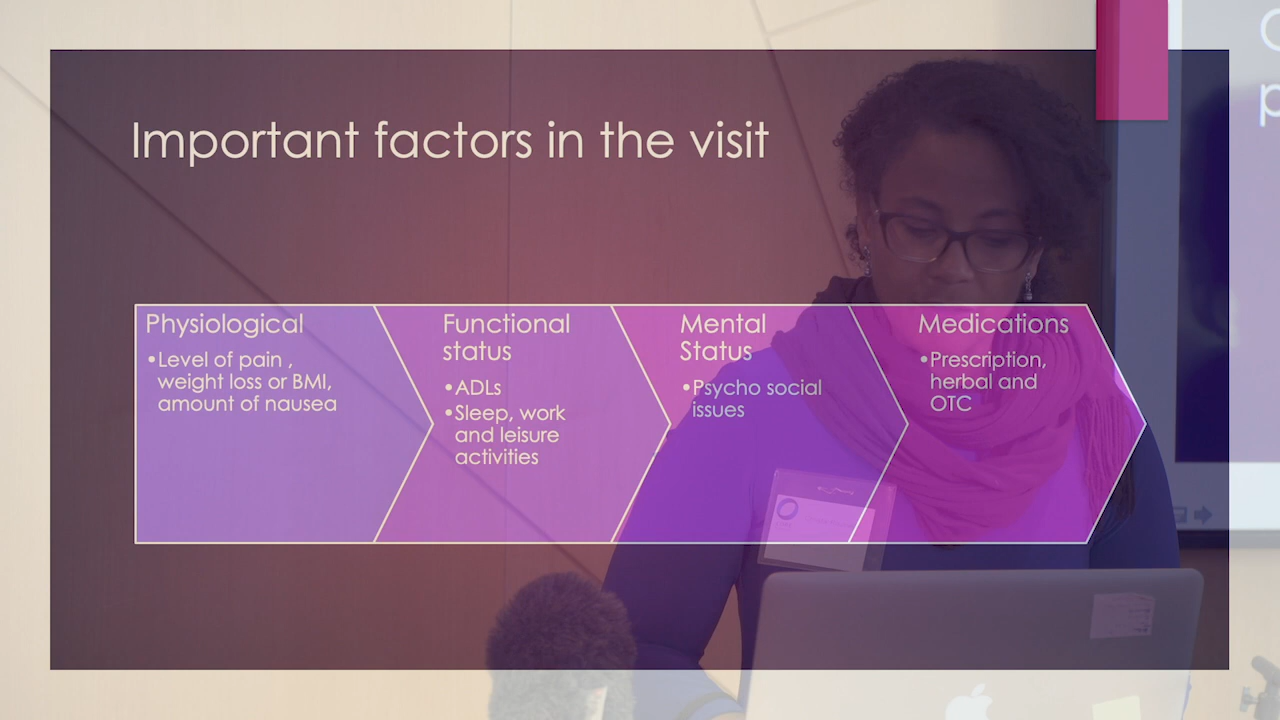 Important factors in the visit
Physiological
•Level of pain ,
weight loss or BMI,
amount of nausea
Functional
status
•ADLs
•Sleep, work
and leisure
activities
Mental
Status
•Psycho social
issues
Medications
•Prescription,
herbal and
OTC